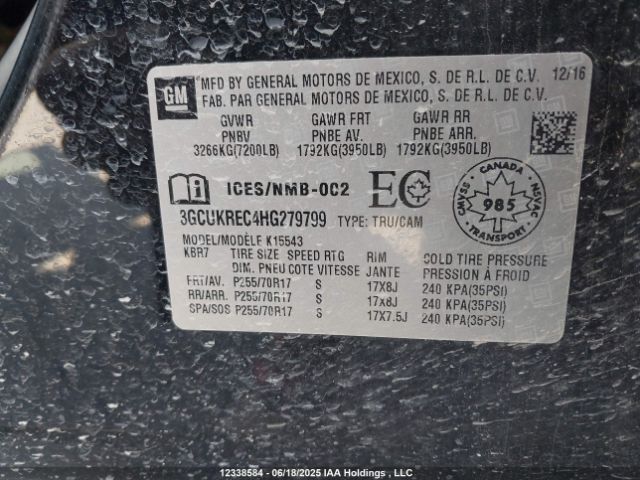 GM
MFD BY GENERAL MOTORS DE MEXICO, S. DE R.L. DE C.V. 12/16
FAB. PAR GENERAL MOTORS DE MEXICO, S. DE R.L. DE C.V.
GVWR GAWR FRT GAWR RR
PNBV PNBE AV. PNBE ARR.
3266KG(7200LB) 1792KG(3950LB) 1792KG(3950LB)
ICES/NMB-002 EC
CANADA
CMVSS NSVAC
985
TRANSPORT
3GCUKREC4HG279799 TYPE: TRU/CAM
MODEL/MODÈLE K15543
KBR7 TIRE SIZE SPEED RTG RIM COLD TIRE PRESSURE
DIM. PNEU COTE VITESSE JANTE PRESSION À FROID
FRT/AV. P255/70R17 S 17X8J 240 KPA(35PSI)
RR/ARR. P255/70R17 S 17X8J 240 KPA(35PSI)
SPA/SOS P255/70R17 S 17X7.5J 240 KPA(35PSI)
12338584 - 06/18/2025 IAA Holdings , LLC